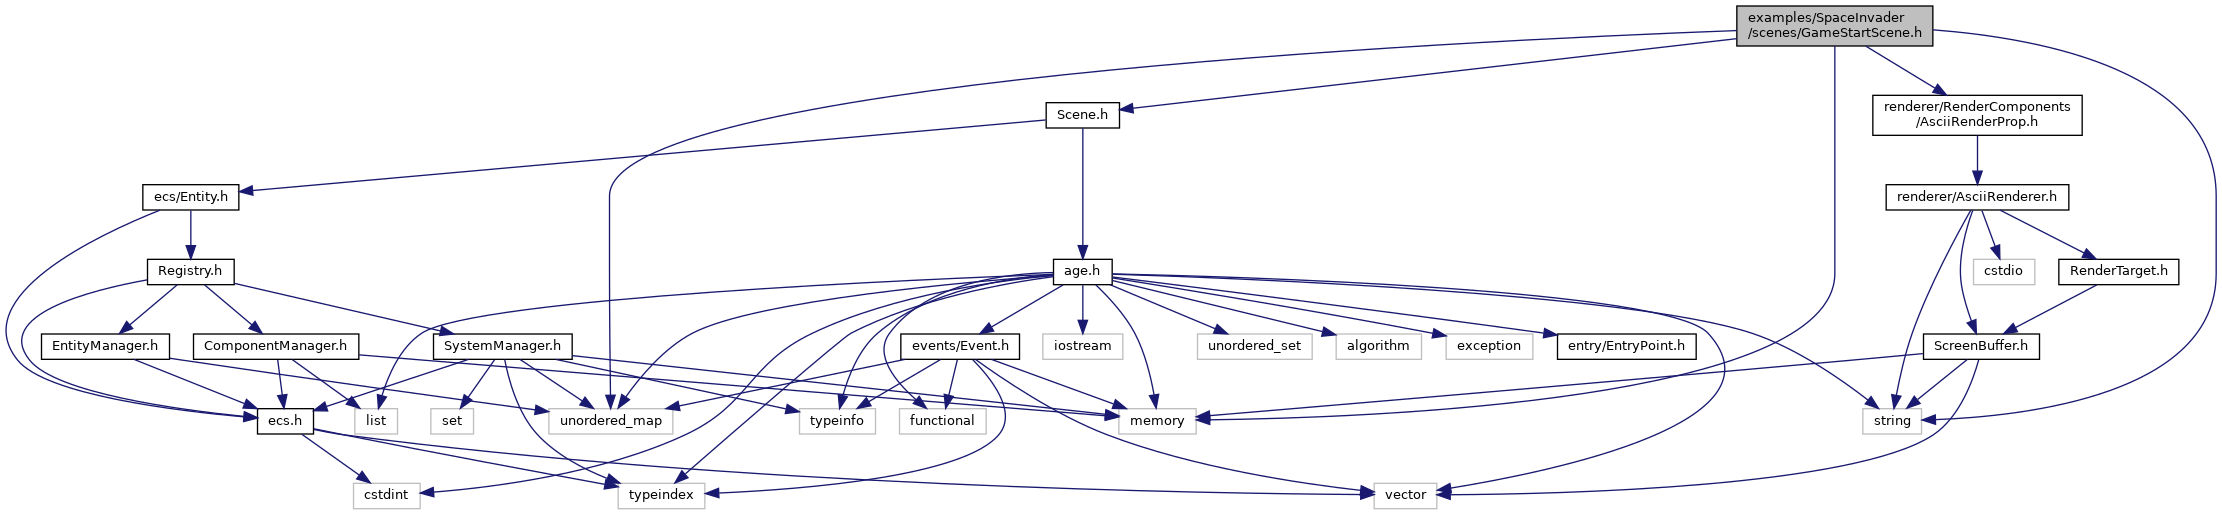 examples/SpaceInvader
/scenes/GameStartScene.h
Scene.h
renderer/RenderComponents
/AsciiRenderProp.h
ecs/Entity.h
renderer/AsciiRenderer.h
Registry.h
age.h
cstdio
RenderTarget.h
EntityManager.h
ComponentManager.h
SystemManager.h
events/Event.h
iostream
unordered_set
algorithm
exception
entry/EntryPoint.h
ScreenBuffer.h
ecs.h
list
set
unordered_map
typeinfo
functional
memory
string
cstdint
typeindex
vector